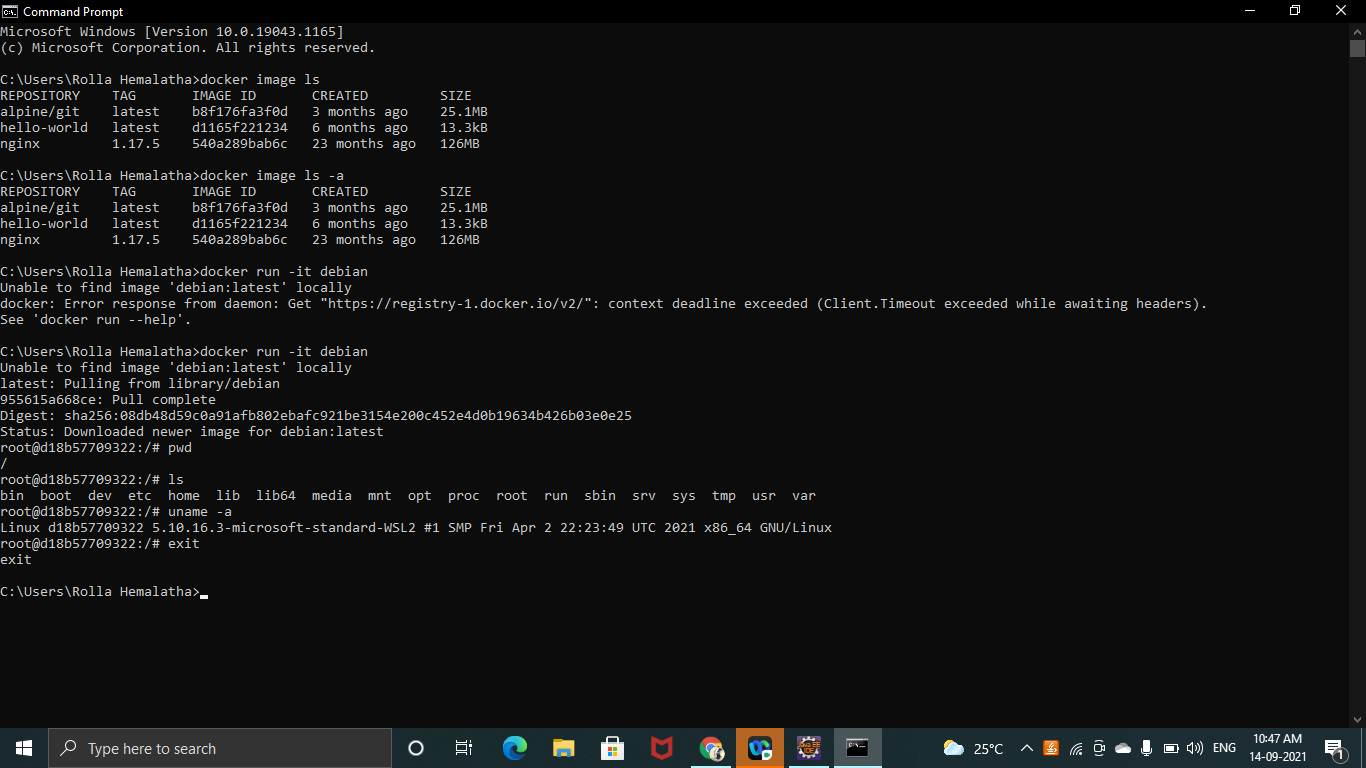 Command Prompt
Microsoft Windows [Version 10.0.19043.1165]
(c) Microsoft Corporation. All rights reserved.
C:\Users\Rolla Hemalatha>docker image ls
REPOSITORY    TAG       IMAGE ID       CREATED         SIZE
alpine/git    latest    b8f176fa3f0d   3 months ago    25.1MB
hello-world   latest    d1165f221234   6 months ago    13.3kB
nginx         1.17.5    540a289bab6c   23 months ago   126MB
C:\Users\Rolla Hemalatha>docker image ls -a
REPOSITORY    TAG       IMAGE ID       CREATED         SIZE
alpine/git    latest    b8f176fa3f0d   3 months ago    25.1MB
hello-world   latest    d1165f221234   6 months ago    13.3kB
nginx         1.17.5    540a289bab6c   23 months ago   126MB
C:\Users\Rolla Hemalatha>docker run -it debian
Unable to find image 'debian:latest' locally
docker: Error response from daemon: Get "https://registry-1.docker.io/v2/": context deadline exceeded (Client.Timeout exceeded while awaiting headers).
See 'docker run --help'.
C:\Users\Rolla Hemalatha>docker run -it debian
Unable to find image 'debian:latest' locally
latest: Pulling from library/debian
955615a668ce: Pull complete
Digest: sha256:08db48d59c0a91afb802ebafc921be3154e200c452e4d0b19634b426b03e0e25
Status: Downloaded newer image for debian:latest
root@d18b57709322:/# pwd
/
root@d18b57709322:/# ls
bin  boot  dev  etc  home  lib  lib64  media  mnt  opt  proc  root  run  sbin  srv  sys  tmp  usr  var
root@d18b57709322:/# uname -a
Linux d18b57709322 5.10.16.3-microsoft-standard-WSL2 #1 SMP Fri Apr 2 22:23:49 UTC 2021 x86_64 GNU/Linux
root@d18b57709322:/# exit
exit
C:\Users\Rolla Hemalatha>
Type here to search
Java EE
IDE
25°C
ENG
10:47 AM
14-09-2021
1